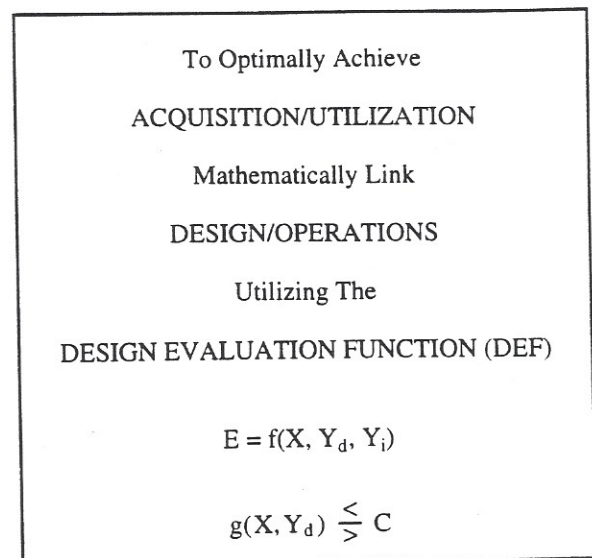 To Optimally Achieve
ACQUISITION/UTILIZATION
Mathematically Link
DESIGN/OPERATIONS
Utilizing The
DESIGN EVALUATION FUNCTION (DEF)
E = f(X, Y_d, Y_i)
g(X,Y_d) ≤/≥ C